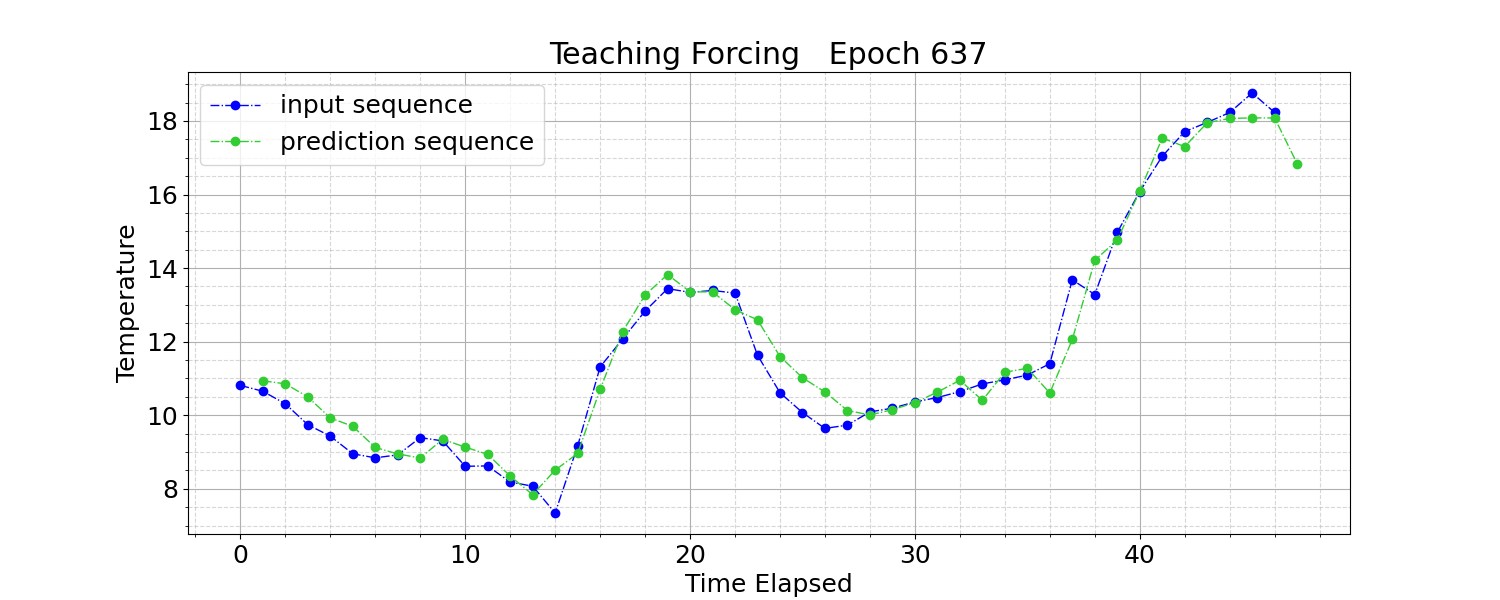 Teaching Forcing   Epoch 637
input sequence
prediction sequence
Temperature
18
16
14
12
10
8
0 10 20 30 40
Time Elapsed